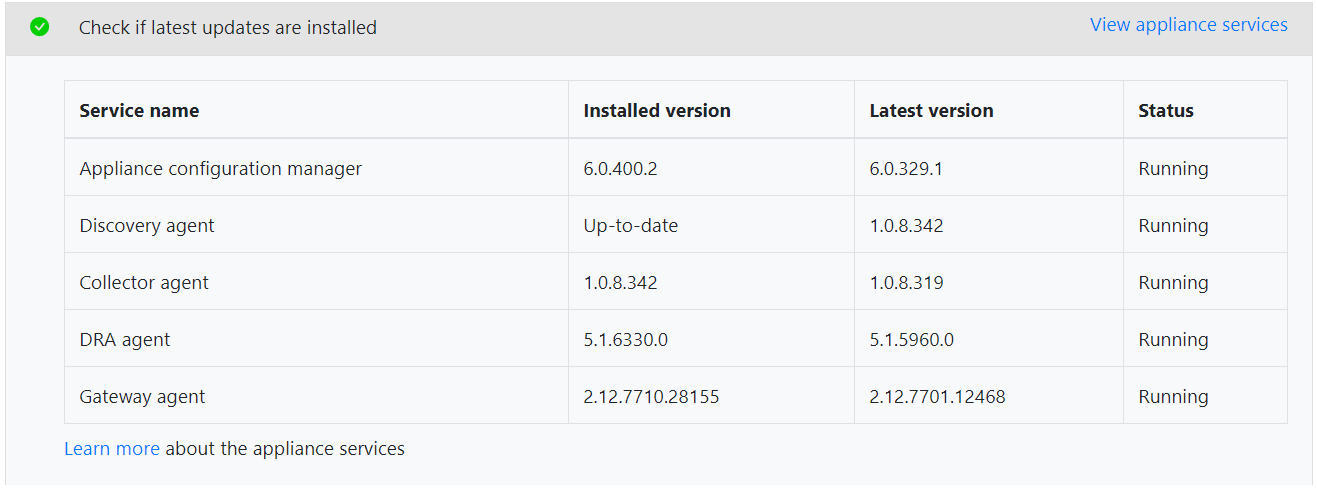 Check if latest updates are installed View appliance services
Service name Installed version Latest version Status
Appliance configuration manager 6.0.400.2 6.0.329.1 Running
Discovery agent Up-to-date 1.0.8.342 Running
Collector agent 1.0.8.342 1.0.8.319 Running
DRA agent 5.1.6330.0 5.1.5960.0 Running
Gateway agent 2.12.7710.28155 2.12.7701.12468 Running
Learn more about the appliance services